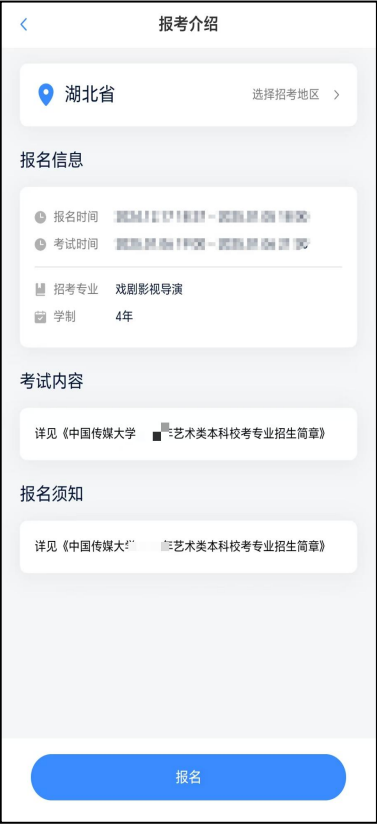 报考介绍
湖北省 选择招考地区
报名信息
报名时间
考试时间
招考专业 戏剧影视导演
学制 4年
考试内容
详见《中国传媒大学 艺术类本科校考专业招生简章》
报名须知
详见《中国传媒大学 年艺术类本科校考专业招生简章》
报名